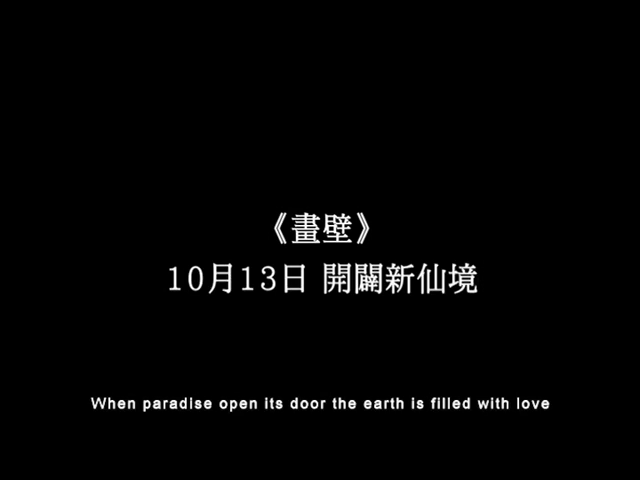 《畫壁》
10月13日 開闢新仙境
When paradise open its door the earth is filled with love